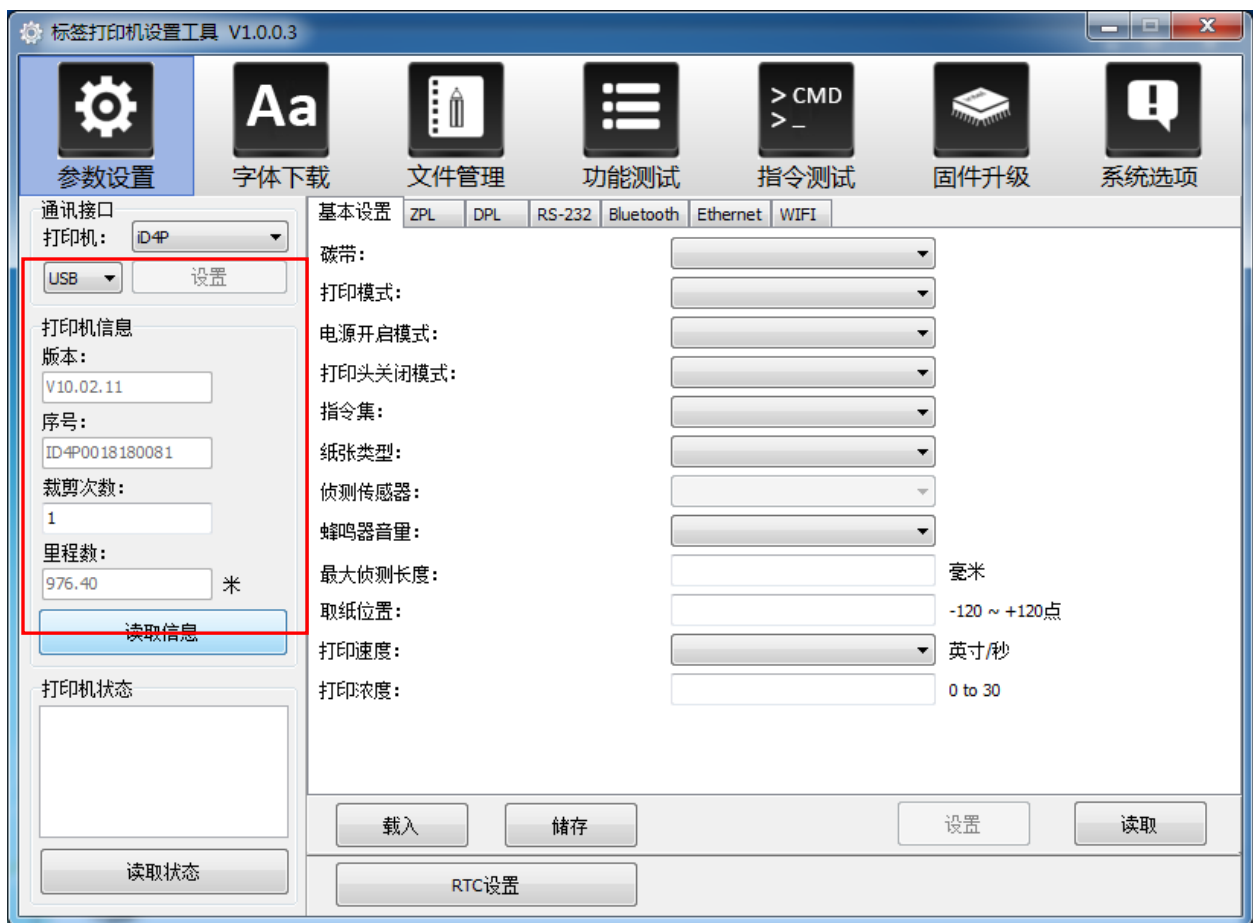 标签打印机设置工具 V1.0.0.3
Aa
> CMD
>_
参数设置 字体下载 文件管理 功能测试 指令测试 固件升级 系统选项
通讯接口
打印机: iD4P
USB 设置
打印机信息
版本:
V10.02.11
序号:
ID4P0018180081
裁剪次数:
1
里程数:
976.40 米
读取信息
打印机状态
读取状态
基本设置 ZPL DPL RS-232 Bluetooth Ethernet WIFI
碳带:
打印模式:
电源开启模式:
打印头关闭模式:
指令集:
纸张类型:
侦测传感器:
蜂鸣器音量:
最大侦测长度: 毫米
取纸位置: -120 ~ +120点
打印速度: 英寸/秒
打印浓度: 0 to 30
载入 储存 设置 读取
RTC设置